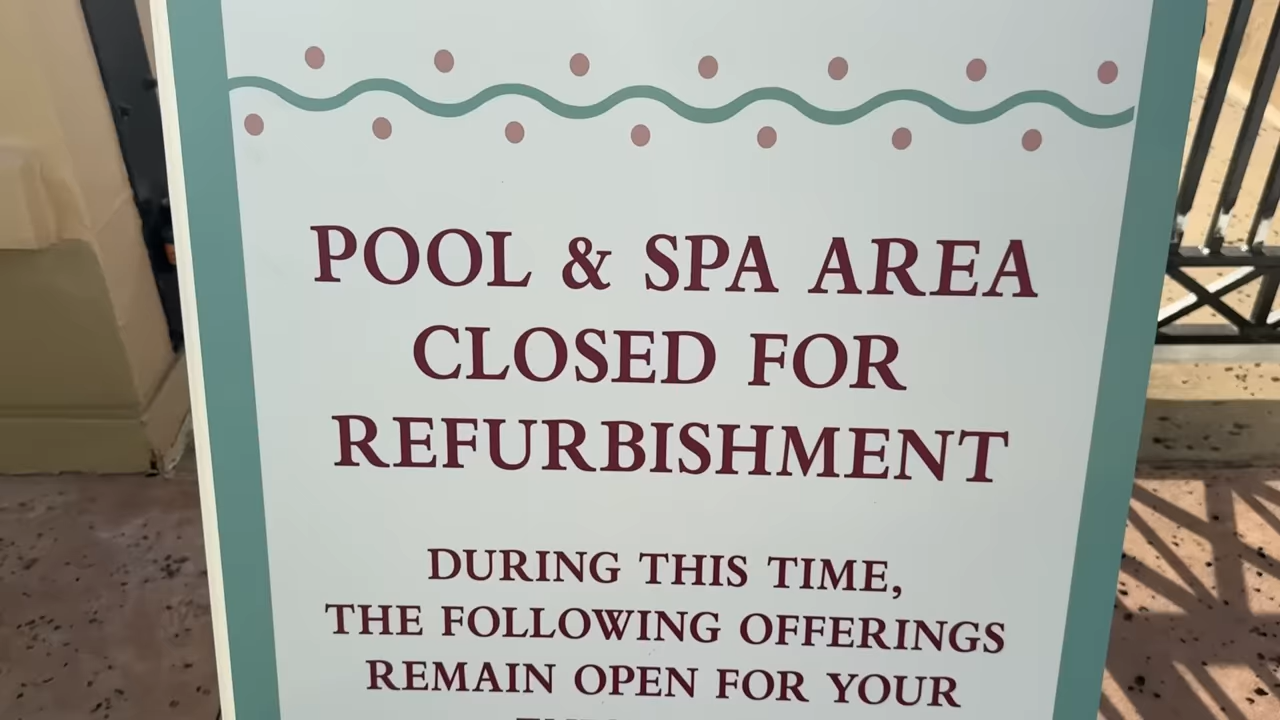 POOL & SPA AREA
CLOSED FOR
REFURBISHMENT
DURING THIS TIME,
THE FOLLOWING OFFERINGS
REMAIN OPEN FOR YOUR